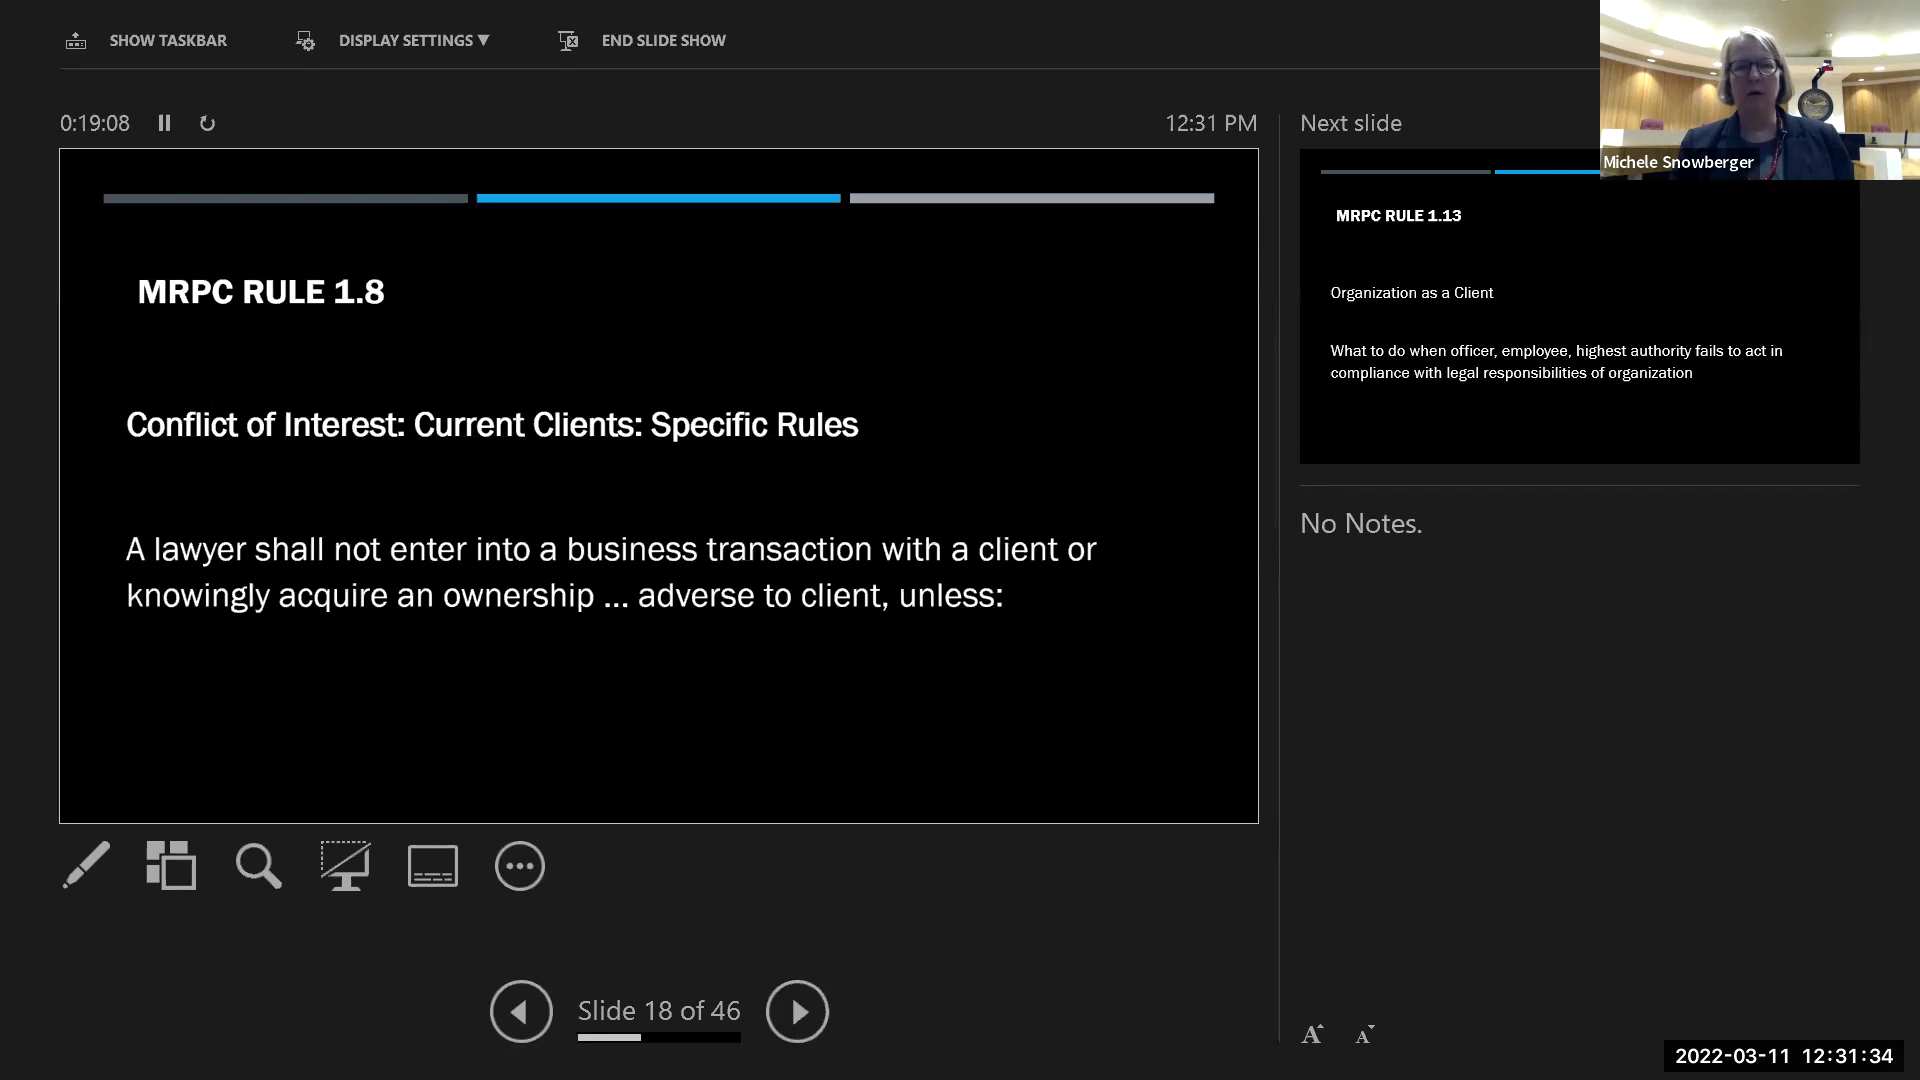 SHOW TASKBAR DISPLAY SETTINGS ▼ END SLIDE SHOW
0:19:08 12:31 PM
MRPC RULE 1.8
Conflict of Interest: Current Clients: Specific Rules
A lawyer shall not enter into a business transaction with a client or
knowingly acquire an ownership ... adverse to client, unless:
Slide 18 of 46
Next slide
Michele Snowberger
MRPC RULE 1.13
Organization as a Client
What to do when officer, employee, highest authority fails to act in
compliance with legal responsibilities of organization
No Notes.
A A
2022-03-11 12:31:34